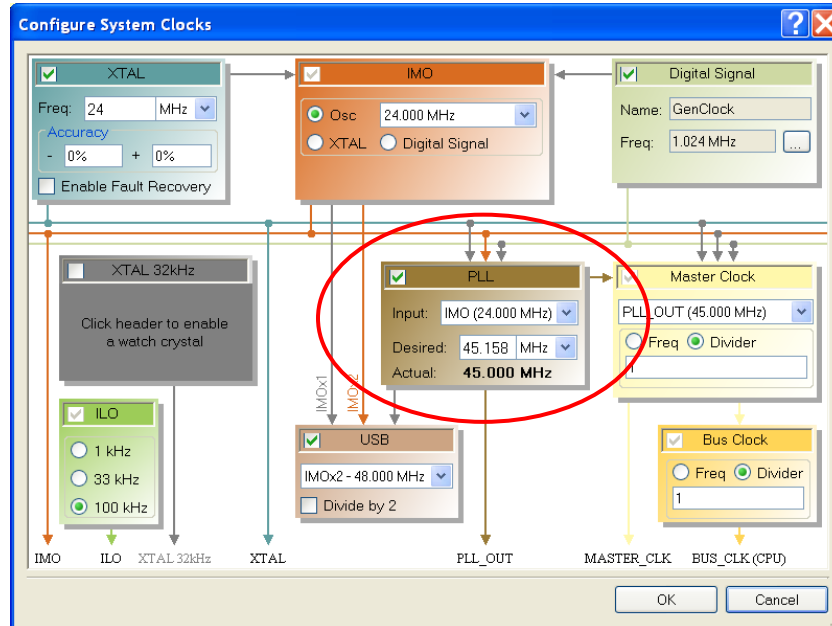 Configure System Clocks
XTAL
Freq: 24 MHz
Accuracy
- 0% + 0%
Enable Fault Recovery
IMO
Osc 24.000 MHz
XTAL Digital Signal
Digital Signal
Name: GenClock
Freq: 1.024 MHz ...
XTAL 32kHz
Click header to enable
a watch crystal
PLL
Input: IMO (24.000 MHz)
Desired: 45.158 MHz
Actual: 45.000 MHz
Master Clock
PLL_OUT (45.000 MHz)
Freq Divider
1
IMOx1
IMOx2
ILO
1 kHz
33 kHz
100 kHz
USB
IMOx2 - 48.000 MHz
Divide by 2
Bus Clock
Freq Divider
1
IMO ILO XTAL 32kHz XTAL PLL_OUT MASTER_CLK BUS_CLK (CPU)
OK Cancel